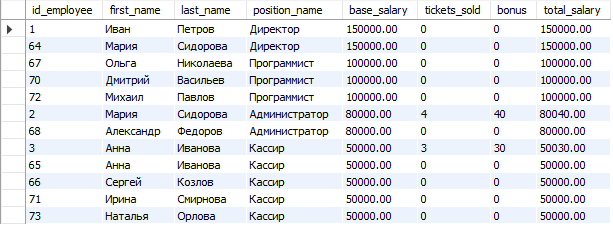 id_employee first_name last_name position_name base_salary tickets_sold bonus total_salary
1 Иван Петров Директор 150000.00 0 0 150000.00
64 Мария Сидорова Директор 150000.00 0 0 150000.00
67 Ольга Николаева Программист 100000.00 0 0 100000.00
70 Дмитрий Васильев Программист 100000.00 0 0 100000.00
72 Михаил Павлов Программист 100000.00 0 0 100000.00
2 Мария Сидорова Администратор 80000.00 4 40 80040.00
68 Александр Федоров Администратор 80000.00 0 0 80000.00
3 Анна Иванова Кассир 50000.00 3 30 50030.00
65 Анна Иванова Кассир 50000.00 0 0 50000.00
66 Сергей Козлов Кассир 50000.00 0 0 50000.00
71 Ирина Смирнова Кассир 50000.00 0 0 50000.00
73 Наталья Орлова Кассир 50000.00 0 0 50000.00